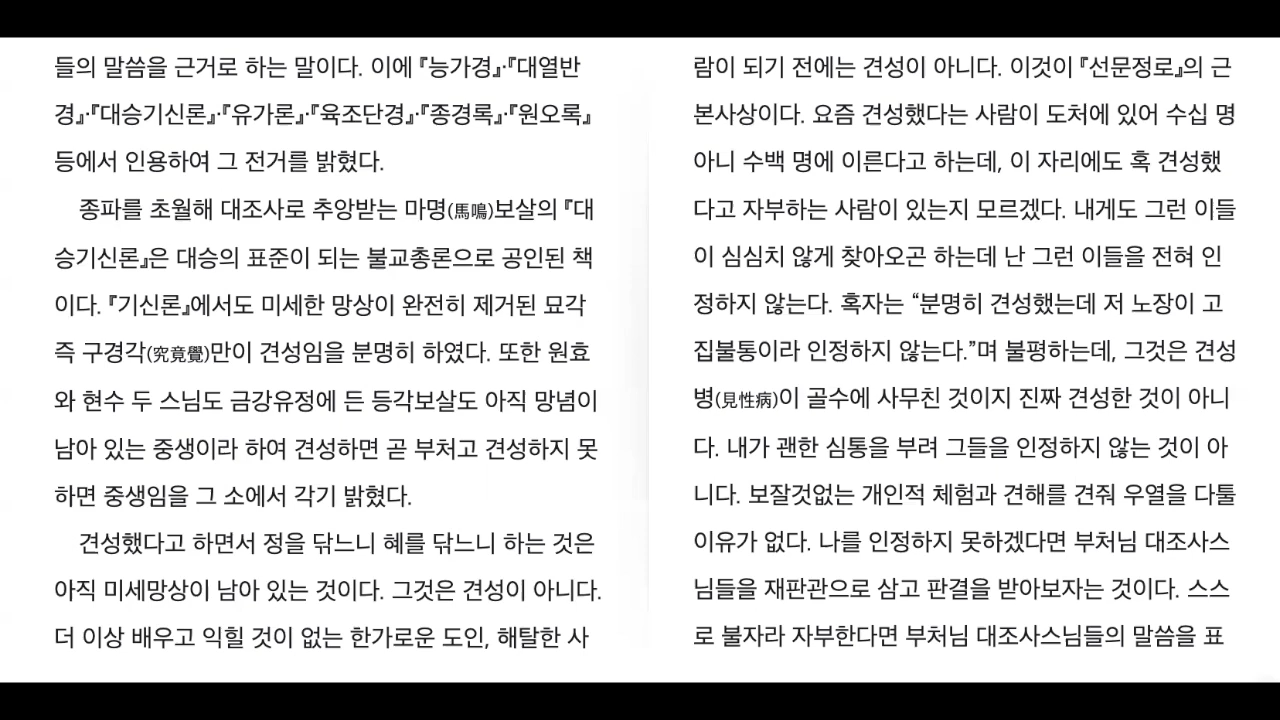 들의 말씀을 근거로 하는 말이다. 이에 『능가경』·『대열반
경』·『대승기신론』·『유가론』·『육조단경』·『종경록』·『원오록』
등에서 인용하여 그 전거를 밝혔다.
종파를 초월해 대조사로 추앙받는 마명(馬鳴)보살의 『대
승기신론』은 대승의 표준이 되는 불교총론으로 공인된 책
이다. 『기신론』에서도 미세한 망상이 완전히 제거된 묘각
즉 구경각(究竟覺)만이 견성임을 분명히 하였다. 또한 원효
와 현수 두 스님도 금강유정에 든 등각보살도 아직 망념이
남아 있는 중생이라 하여 견성하면 곧 부처고 견성하지 못
하면 중생임을 그 소에서 각기 밝혔다.
견성했다고 하면서 정을 닦느니 혜를 닦느니 하는 것은
아직 미세망상이 남아 있는 것이다. 그것은 견성이 아니다.
더 이상 배우고 익힐 것이 없는 한가로운 도인, 해탈한 사
람이 되기 전에는 견성이 아니다. 이것이 『선문정로』의 근
본사상이다. 요즘 견성했다는 사람이 도처에 있어 수십 명
아니 수백 명에 이른다고 하는데, 이 자리에도 혹 견성했
다고 자부하는 사람이 있는지 모르겠다. 내게도 그런 이들
이 심심치 않게 찾아오곤 하는데 난 그런 이들을 전혀 인
정하지 않는다. 혹자는 “분명히 견성했는데 저 노장이 고
집불통이라 인정하지 않는다.”며 불평하는데, 그것은 견성
병(見性病)이 골수에 사무친 것이지 진짜 견성한 것이 아니
다. 내가 괜한 심통을 부려 그들을 인정하지 않는 것이 아
니다. 보잘것없는 개인적 체험과 견해를 견줘 우열을 다툴
이유가 없다. 나를 인정하지 못하겠다면 부처님 대조사스
님들을 재판관으로 삼고 판결을 받아보자는 것이다. 스스
로 불자라 자부한다면 부처님 대조사스님들의 말씀을 표